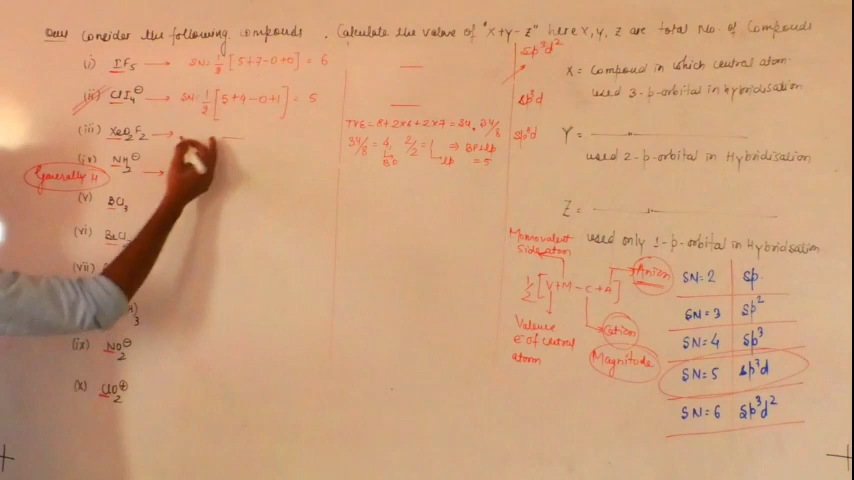 Ques Consider the following compounds. Calculate the value of "X+Y-Z" here X, Y, Z are total No. of Compounds
(i) IF₅ → SN = 1/2 [5+7-0+0] = 6 — sp³d²
X = Compound in which central atom
used 3-p-orbital in hybridisation
(ii) ClI₄⊖ → SN = 1/2 [5+4-0+1] = 5 — sp³d
(iii) XeO₂F₂ → —
TVE = 8+2×6+2×7 = 34, 34/8
34/8 = 4, 2/2 = 1 ⇒ BP+lp = 5
BP lp
sp³d
Y = —
used 2-p-orbital in Hybridisation
(iv) NH₂⊖ →
Generally H
(v) BCl₃
Z = —
used only 1-p-orbital in Hybridisation
(vi)
(vii)
(ix) NO₂⊖
(x) ClO₂⊕
Monovalent
side atom
1/2 [V+M-C+A]
Anion
Cation
Magnitude
Valence
e⁻ of central
atom
SN=2 sp
SN=3 sp²
SN=4 sp³
SN=5 sp³d
SN=6 sp³d²